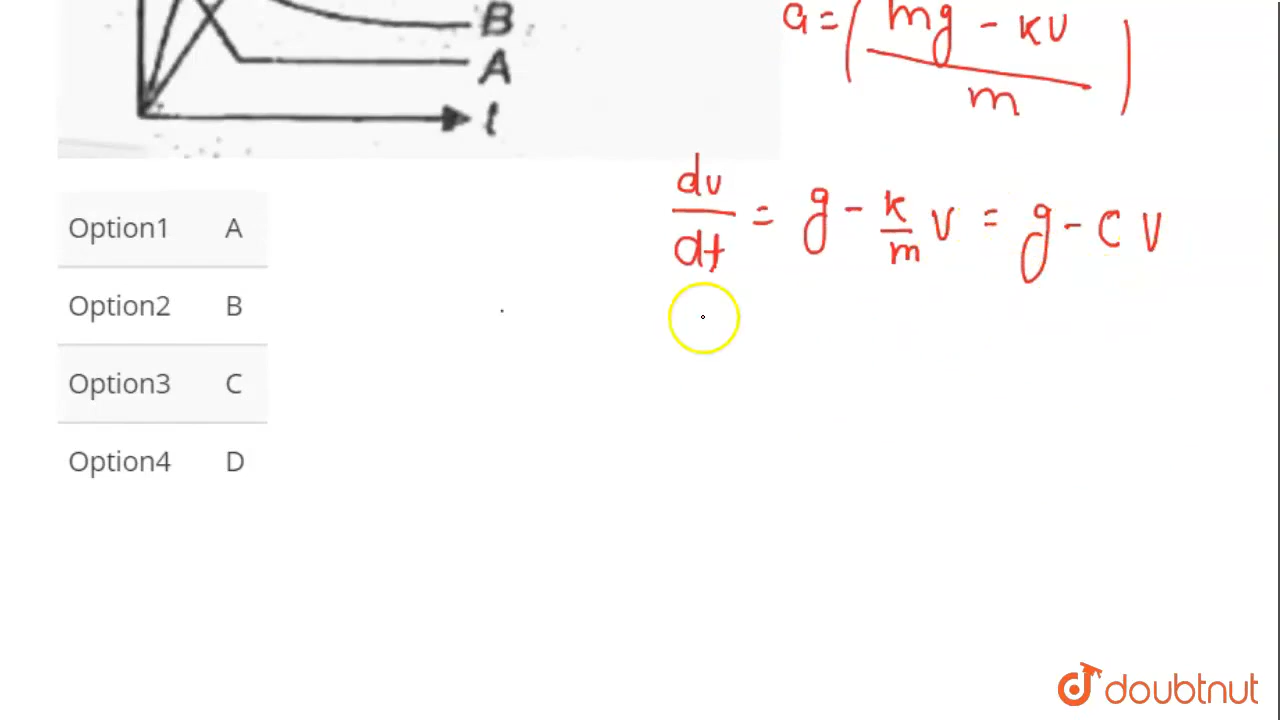 B
A
t
a = ( mg - kv / m )
dv/dt = g - k/m v = g - c v
Option1 A
Option2 B
Option3 C
Option4 D
doubtnut